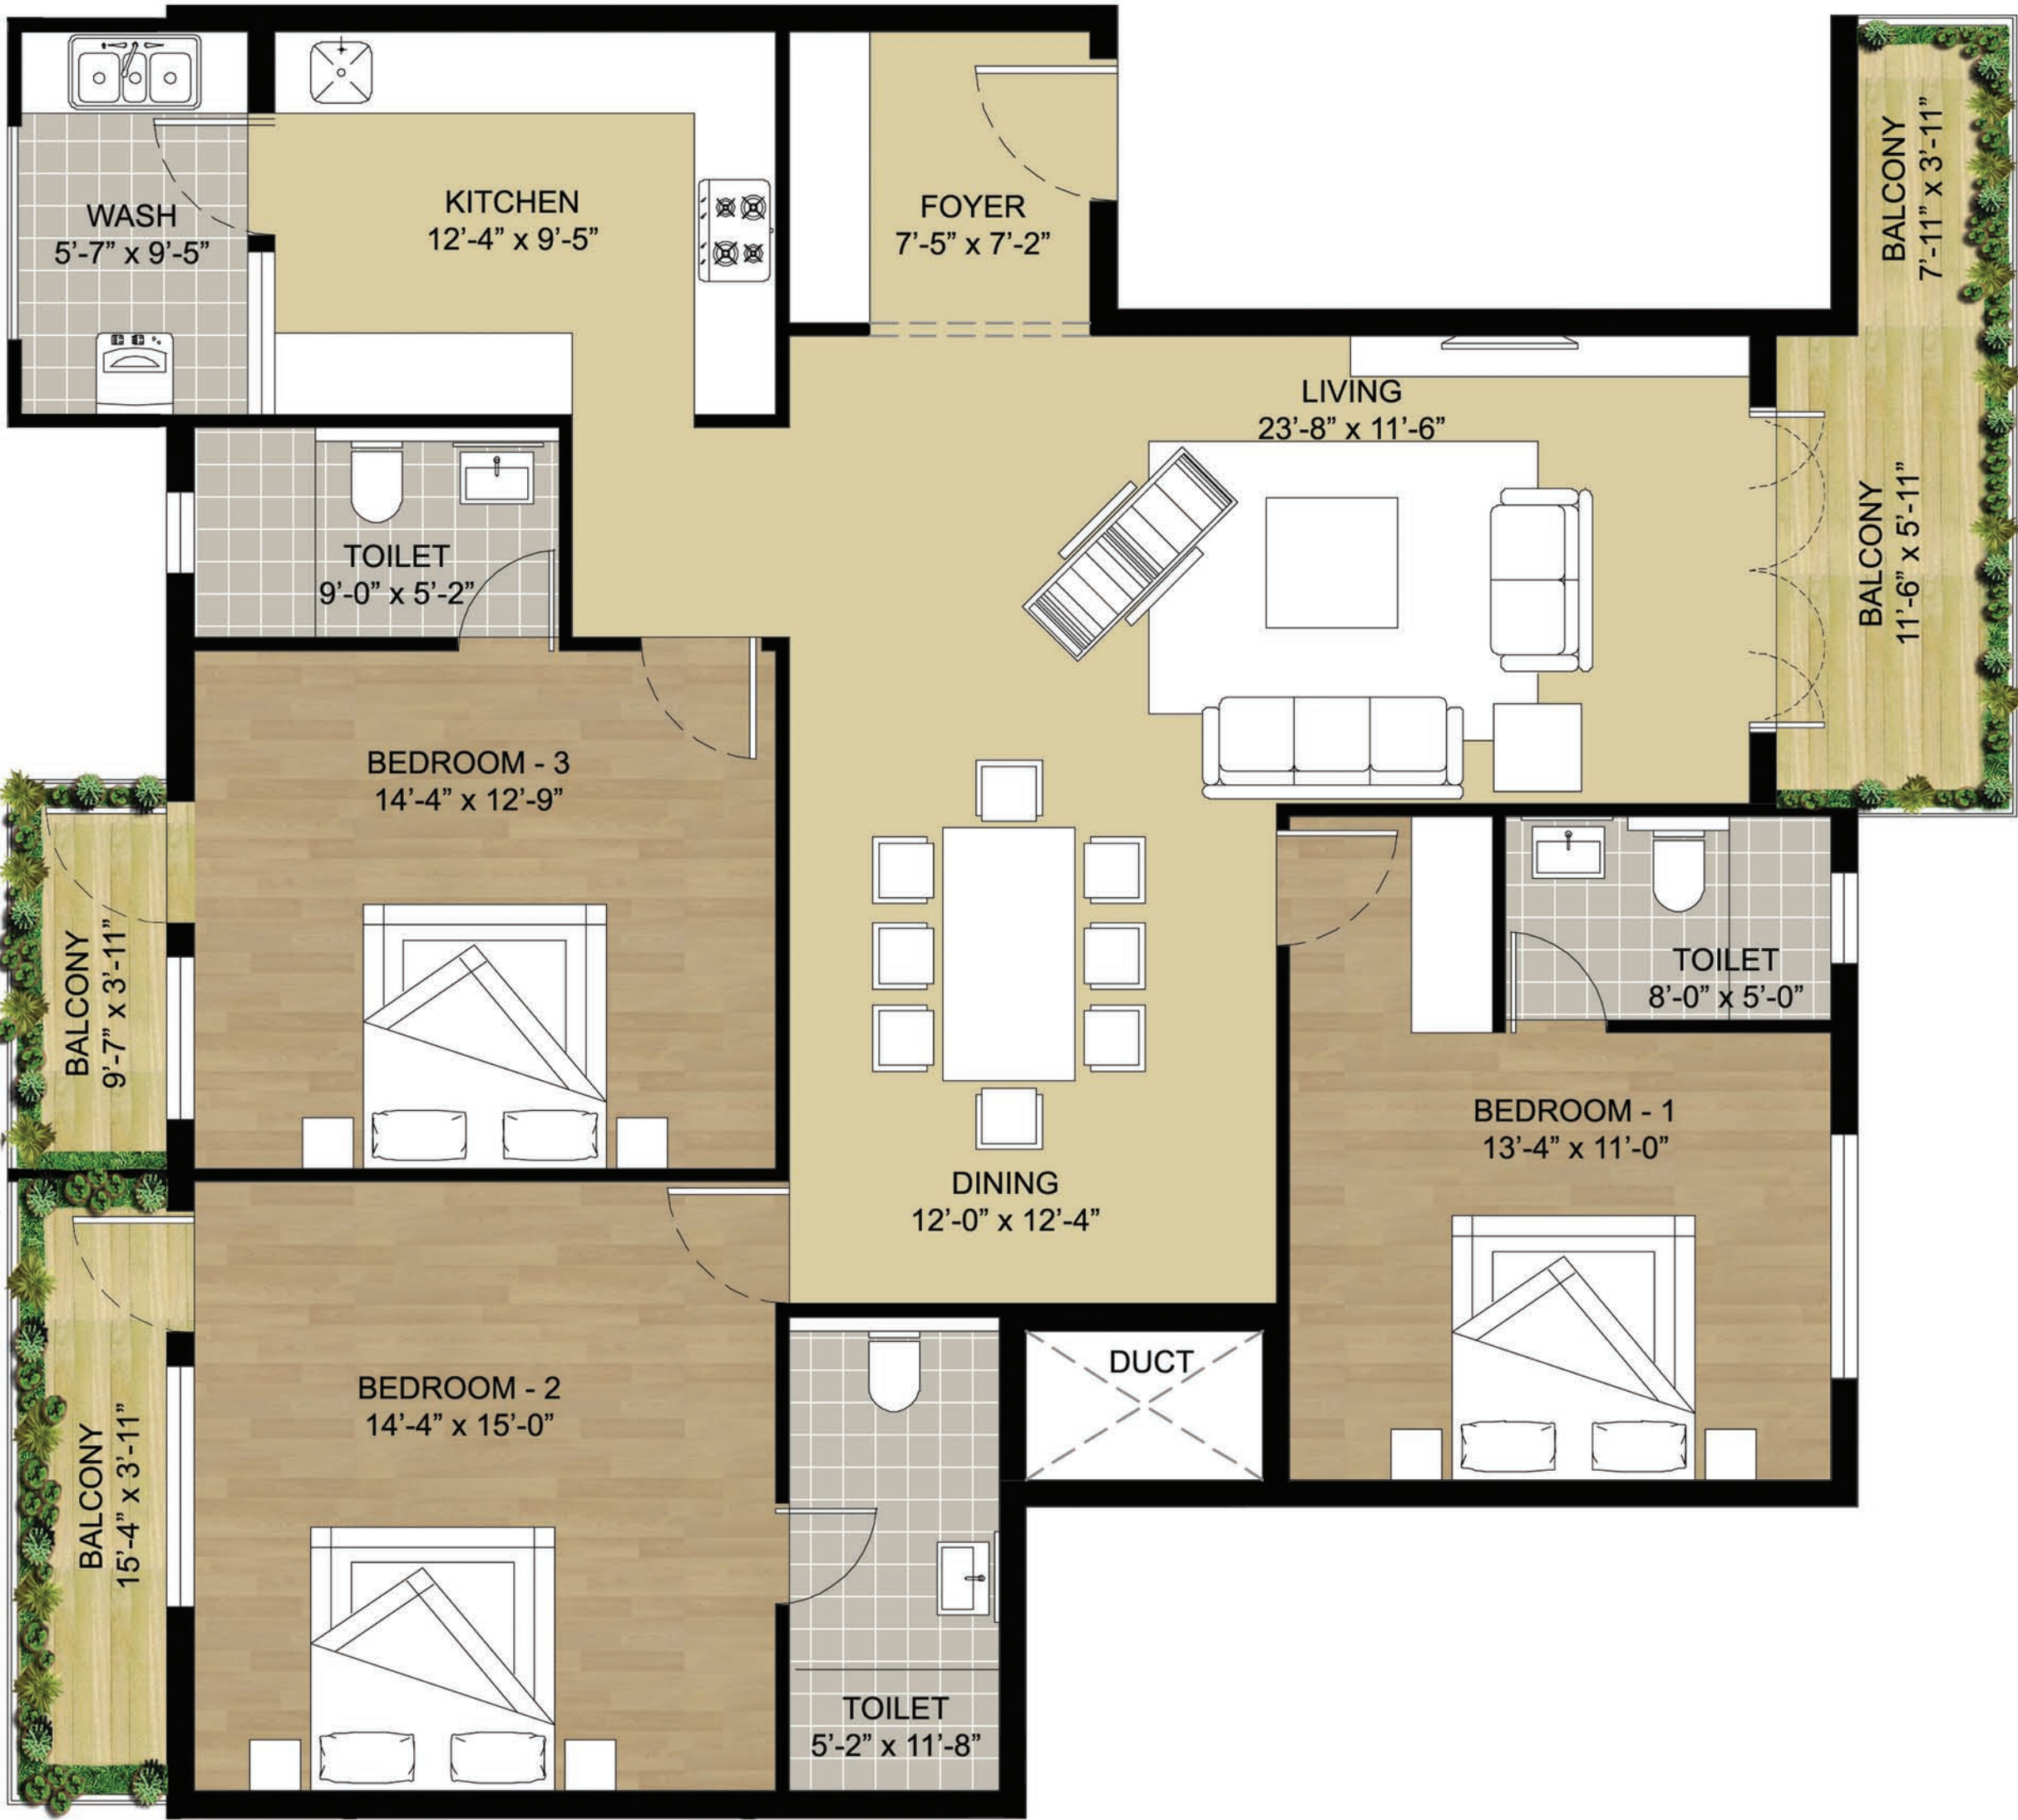 WASH
5'-7” x 9'-5”
KITCHEN
12'-4” x 9'-5”
FOYER
7'-5” x 7'-2”
BALCONY
7'-11” x 3'-11”
LIVING
23'-8” x 11'-6”
BALCONY
11'-6” x 5'-11”
TOILET
9'-0” x 5'-2”
BEDROOM - 3
14'-4” x 12'-9”
BALCONY
9'-7” x 3'-11”
TOILET
8'-0” x 5'-0”
BEDROOM - 1
13'-4” x 11'-0”
DINING
12'-0” x 12'-4”
DUCT
BEDROOM - 2
14'-4” x 15'-0”
BALCONY
15'-4” x 3'-11”
TOILET
5'-2” x 11'-8”